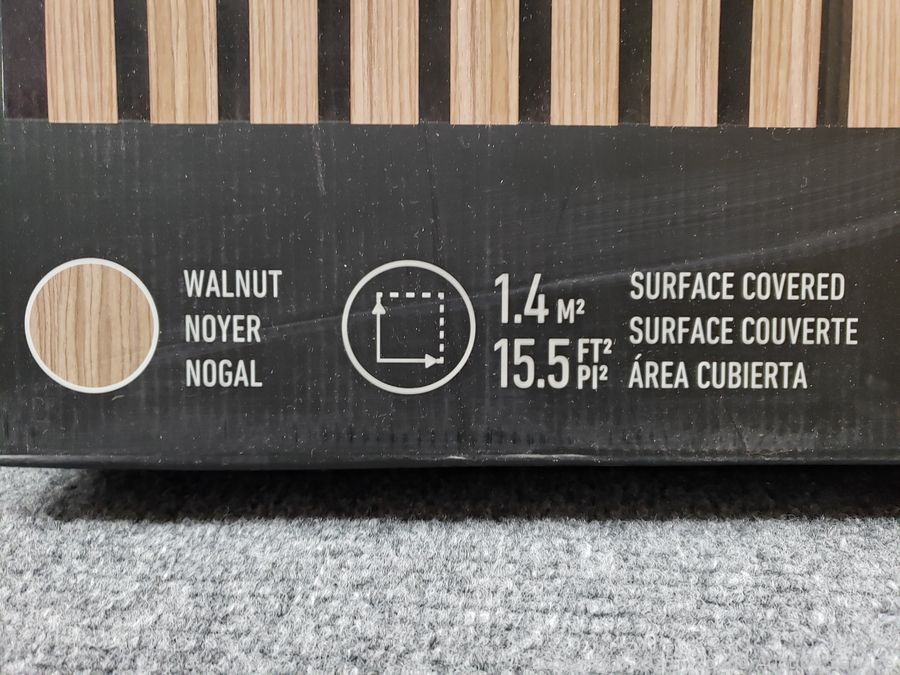 WALNUT
NOYER
NOGAL
1.4 M²
15.5 FT²
PI²
SURFACE COVERED
SURFACE COUVERTE
ÁREA CUBIERTA